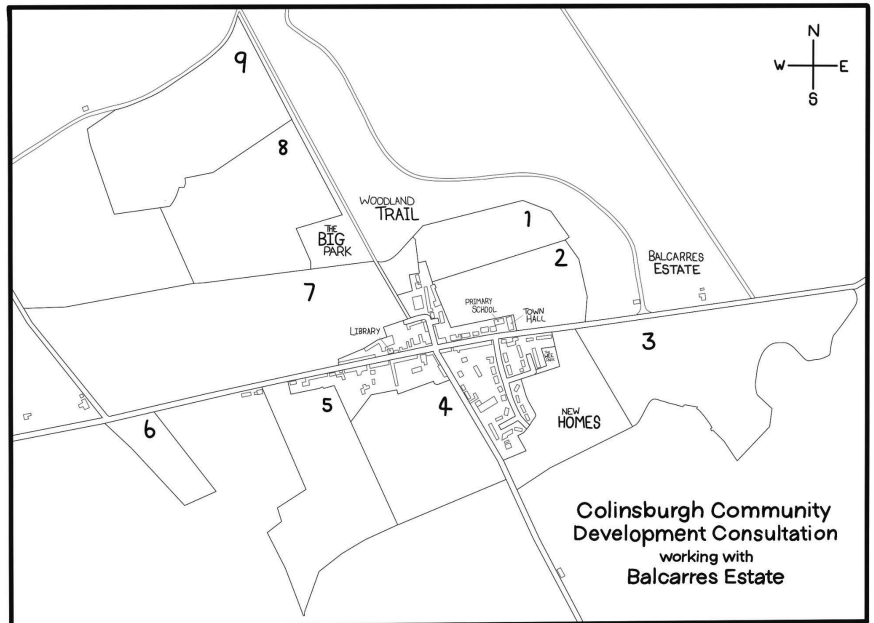 N
W E
S
9
8
WOODLAND
TRAIL
1
THE
BIG
PARK
2
BALCARRES
ESTATE
7
PRIMARY
SCHOOL
TOWN
HALL
LIBRARY
3
5
4
6
NEW
HOMES
Colinsburgh Community
Development Consultation
working with
Balcarres Estate